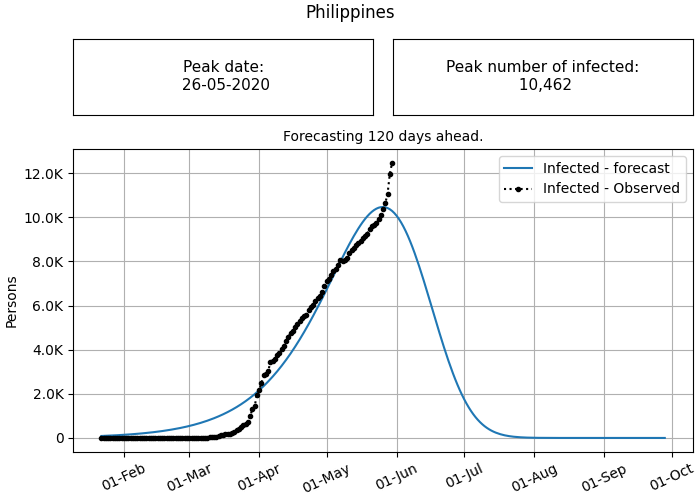 Philippines
Peak date:
26-05-2020
Peak number of infected:
10,462
Forecasting 120 days ahead.
Infected - forecast
Infected - Observed
Persons
12.0K
10.0K
8.0K
6.0K
4.0K
2.0K
0
01-Feb
01-Mar
01-Apr
01-May
01-Jun
01-Jul
01-Aug
01-Sep
01-Oct